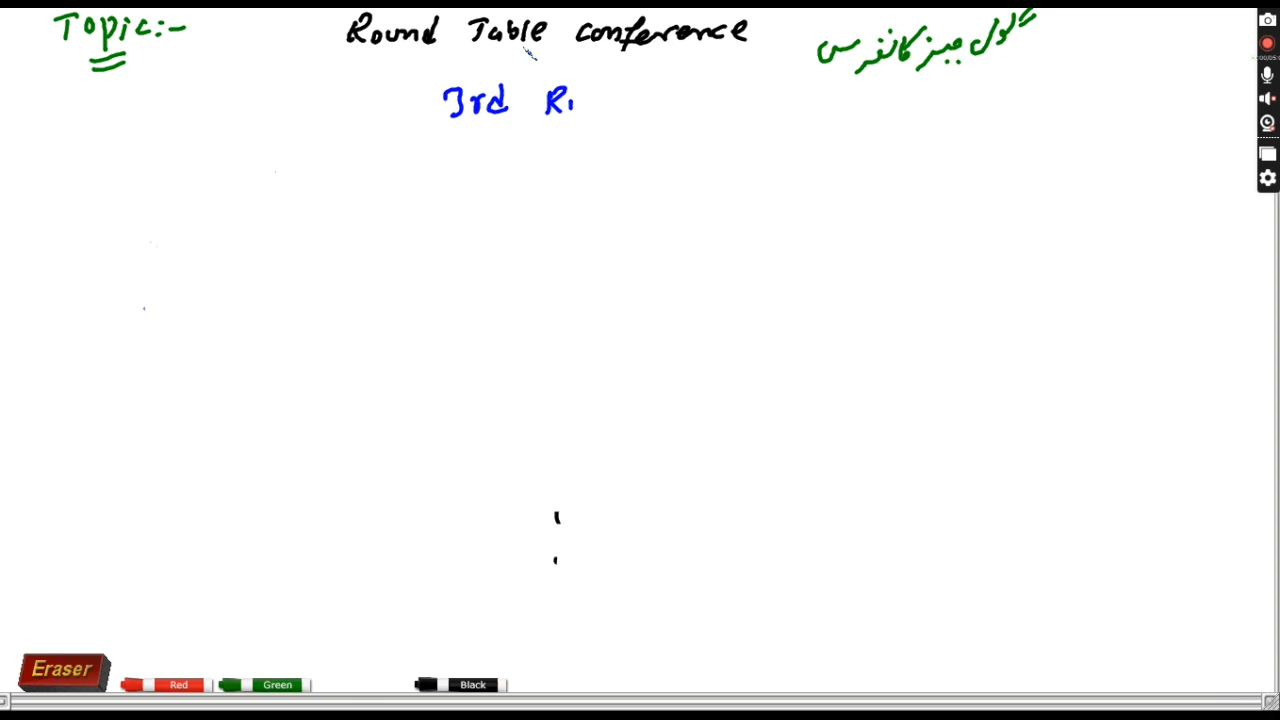 Topic:- Round Table conference گول میز کانفرنس
3rd R
Eraser Red Green Black